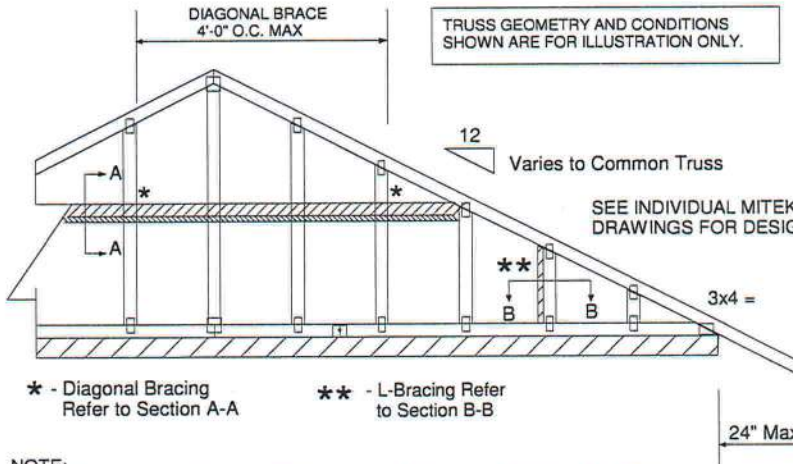 DIAGONAL BRACE
4'-0" O.C. MAX
TRUSS GEOMETRY AND CONDITIONS
SHOWN ARE FOR ILLUSTRATION ONLY.
12
Varies to Common Truss
A
*
*
A
SEE INDIVIDUAL MITEK
DRAWINGS FOR DESIG
**
B
B
3x4 =
* - Diagonal Bracing
Refer to Section A-A
** - L-Bracing Refer
to Section B-B
24" Max
NOTE: